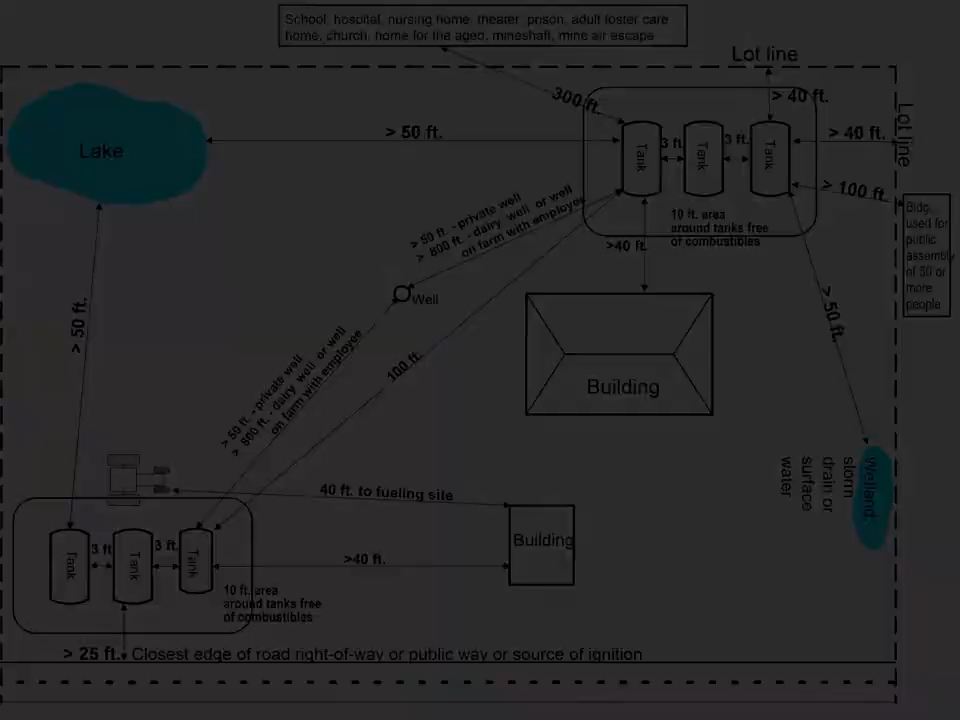 School, hospital, nursing home, theater, prison, adult foster care
home, church, home for the aged, mineshaft, mine air escape
Lot line
300 ft.
> 40 ft.
> 50 ft.
> 40 ft.
Lot line
Lake
Tank
3 ft.
Tank
3 ft.
Tank
> 100 ft.
Bldg.
used for
public
assembly
of 50 or
more
people
> 50 ft. - private well
> 800 ft. - dairy well or well
on farm with employee
10 ft. area
around tanks free
of combustibles
>40 ft.
Well
> 50 ft.
> 50 ft.
> 50 ft. - private well
> 800 ft. - dairy well or well
on farm with employee
100 ft.
Building
Wetland,
storm
drain or
surface
water
40 ft. to fueling site
Building
Tank
3 ft.
Tank
3 ft.
Tank
>40 ft.
10 ft. area
around tanks free
of combustibles
> 25 ft. Closest edge of road right-of-way or public way or source of ignition